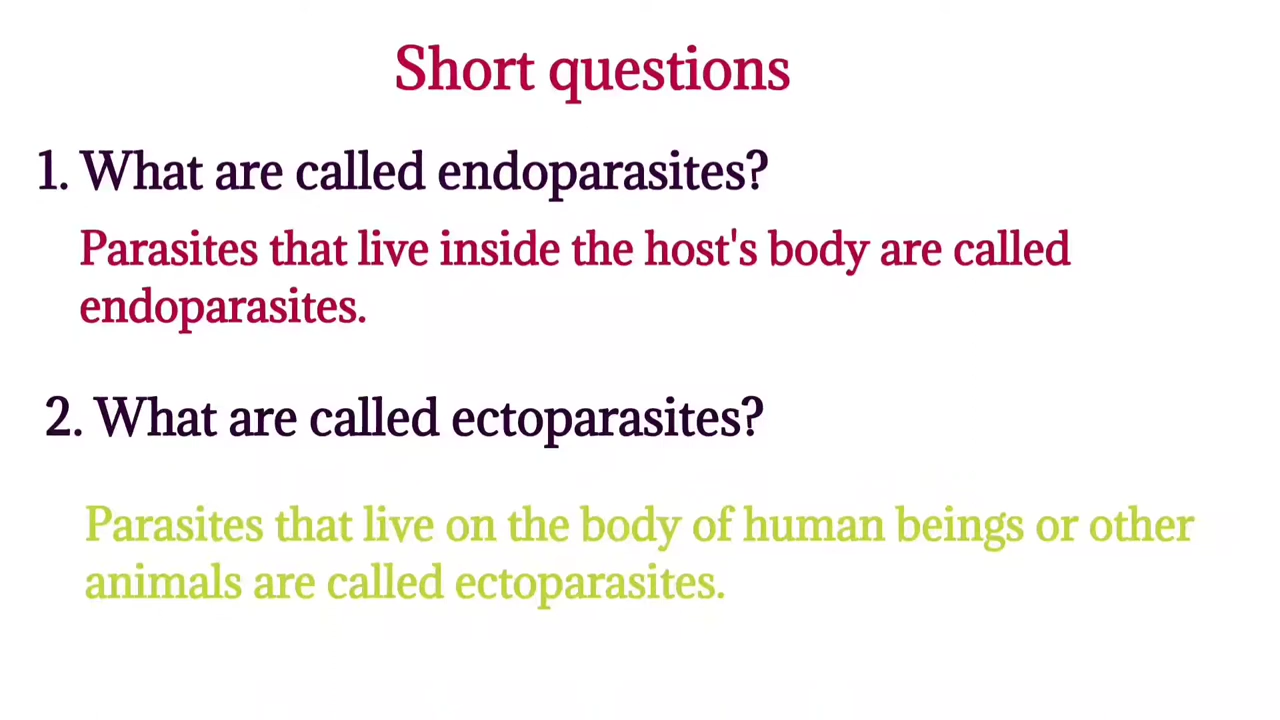 Short questions
1. What are called endoparasites?
Parasites that live inside the host's body are called
endoparasites.
2. What are called ectoparasites?
Parasites that live on the body of human beings or other
animals are called ectoparasites.